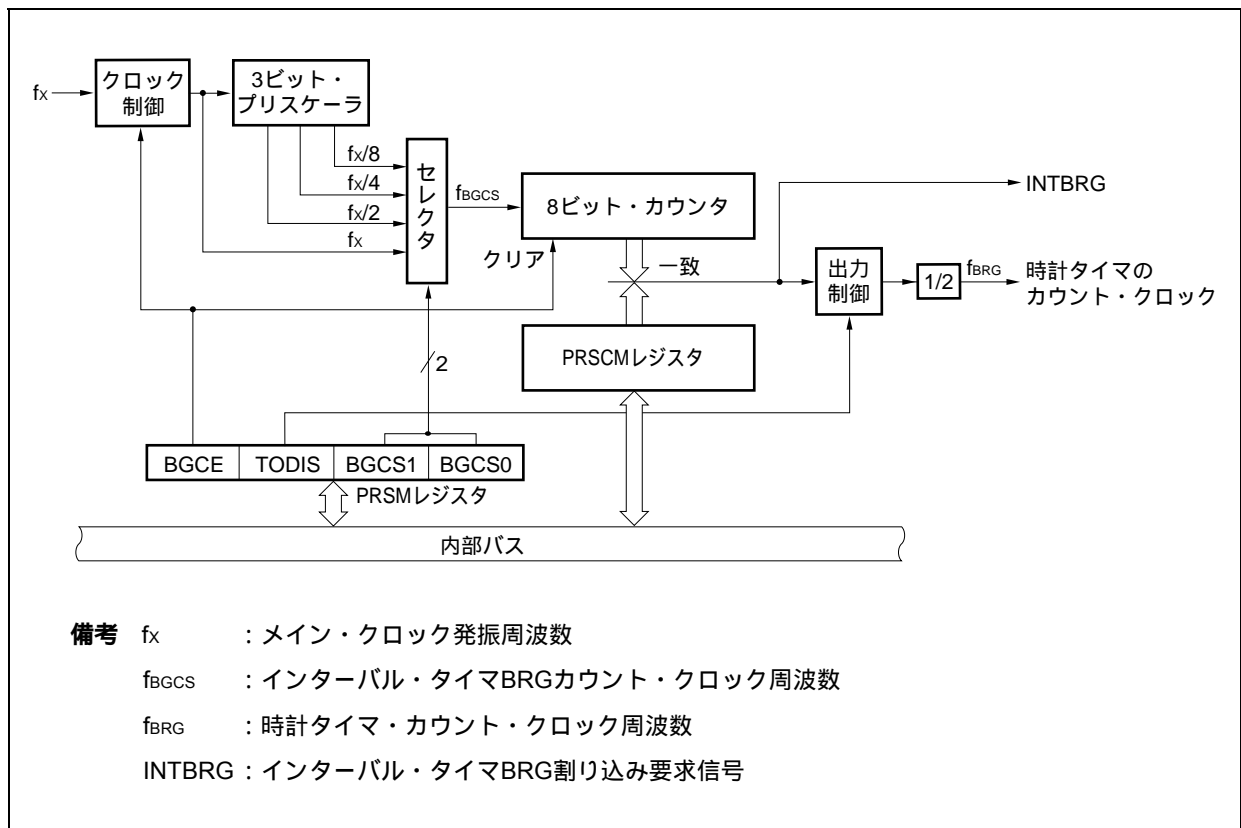 fX
クロック
制御
3ビット・
プリスケーラ
fX/8
fX/4
fX/2
fX
セレクタ
fBGCS
8ビット・カウンタ
クリア
一致
INTBRG
出力
制御
1/2
fBRG
時計タイマの
カウント・クロック
PRSCMレジスタ
2
BGCE TODIS BGCS1 BGCS0
PRSMレジスタ
内部バス
備考 fX :メイン・クロック発振周波数
fBGCS :インターバル・タイマBRGカウント・クロック周波数
fBRG :時計タイマ・カウント・クロック周波数
INTBRG :インターバル・タイマBRG割り込み要求信号